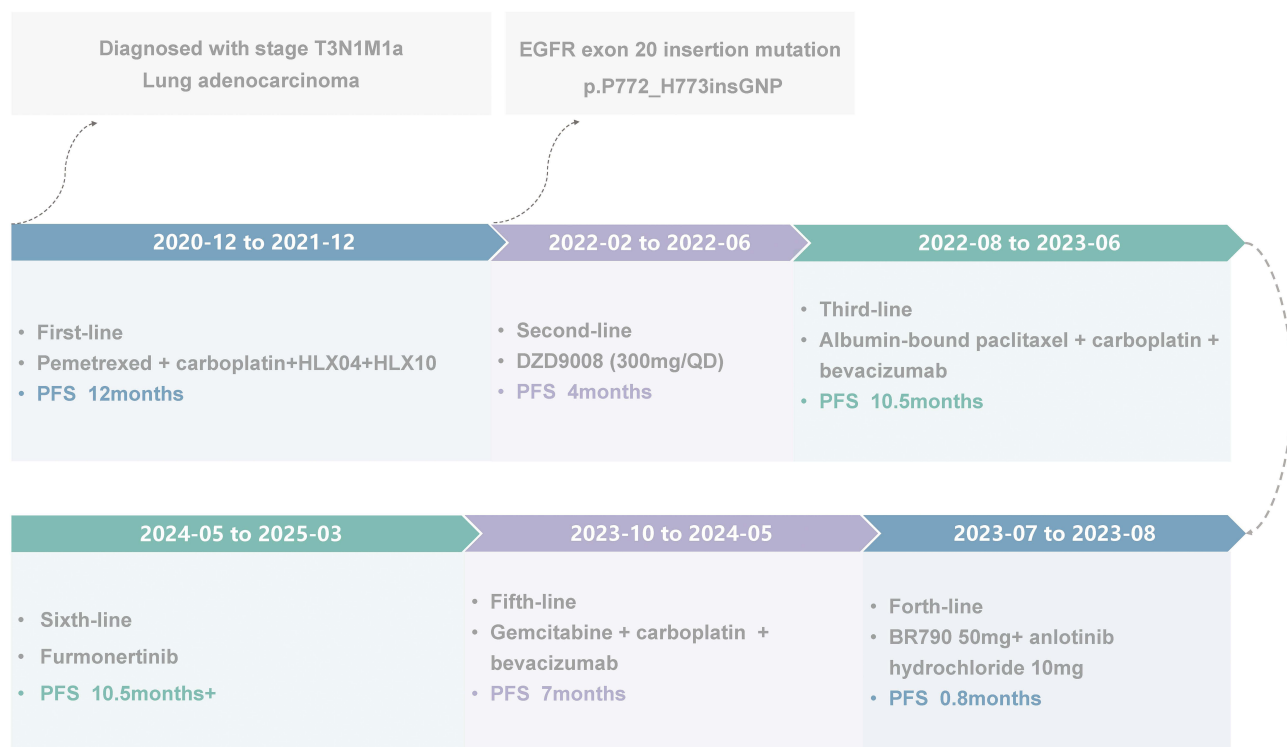 Diagnosed with stage T3N1M1a
Lung adenocarcinoma
EGFR exon 20 insertion mutation
p.P772_H773insGNP
2020-12 to 2021-12
• First-line
• Pemetrexed + carboplatin+HLX04+HLX10
• PFS 12months
2022-02 to 2022-06
• Second-line
• DZD9008 (300mg/QD)
• PFS 4months
2022-08 to 2023-06
• Third-line
• Albumin-bound paclitaxel + carboplatin +
bevacizumab
• PFS 10.5months
2024-05 to 2025-03
• Sixth-line
• Furmonertinib
• PFS 10.5months+
2023-10 to 2024-05
• Fifth-line
• Gemcitabine + carboplatin +
bevacizumab
• PFS 7months
2023-07 to 2023-08
• Forth-line
• BR790 50mg+ anlotinib
hydrochloride 10mg
• PFS 0.8months